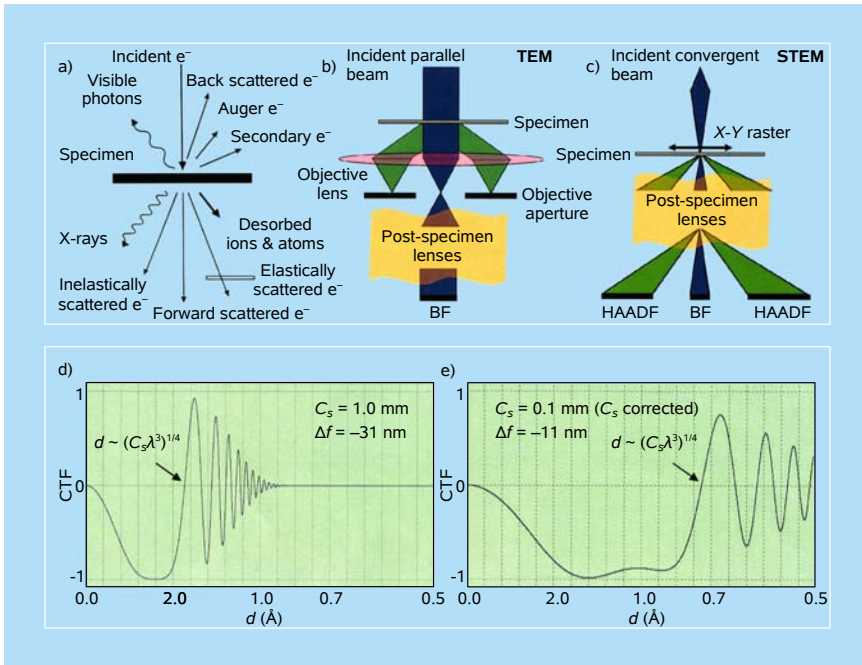 a)
Incident e⁻
Visible
photons
Back scattered e⁻
Auger e⁻
Secondary e⁻
Specimen
X-rays
Desorbed
ions & atoms
Inelastically
scattered e⁻
Elastically
scattered e⁻
Forward scattered e⁻
b)
Incident parallel
beam
TEM
Specimen
Objective
lens
Objective
aperture
Post-specimen
lenses
BF
c)
Incident convergent
beam
STEM
X-Y raster
Specimen
Post-specimen
lenses
HAADF
BF
HAADF
d)
1
Cₛ = 1.0 mm
Δf = –31 nm
d ~ (Cₛλ³)¹ᐟ⁴
CTF
0
-1
0.0
2.0
1.0
0.7
0.5
d (Å)
e)
1
Cₛ = 0.1 mm (Cₛ corrected)
Δf = –11 nm
d ~ (Cₛλ³)¹ᐟ⁴
CTF
0
-1
0.0
2.0
1.0
0.7
0.5
d (Å)